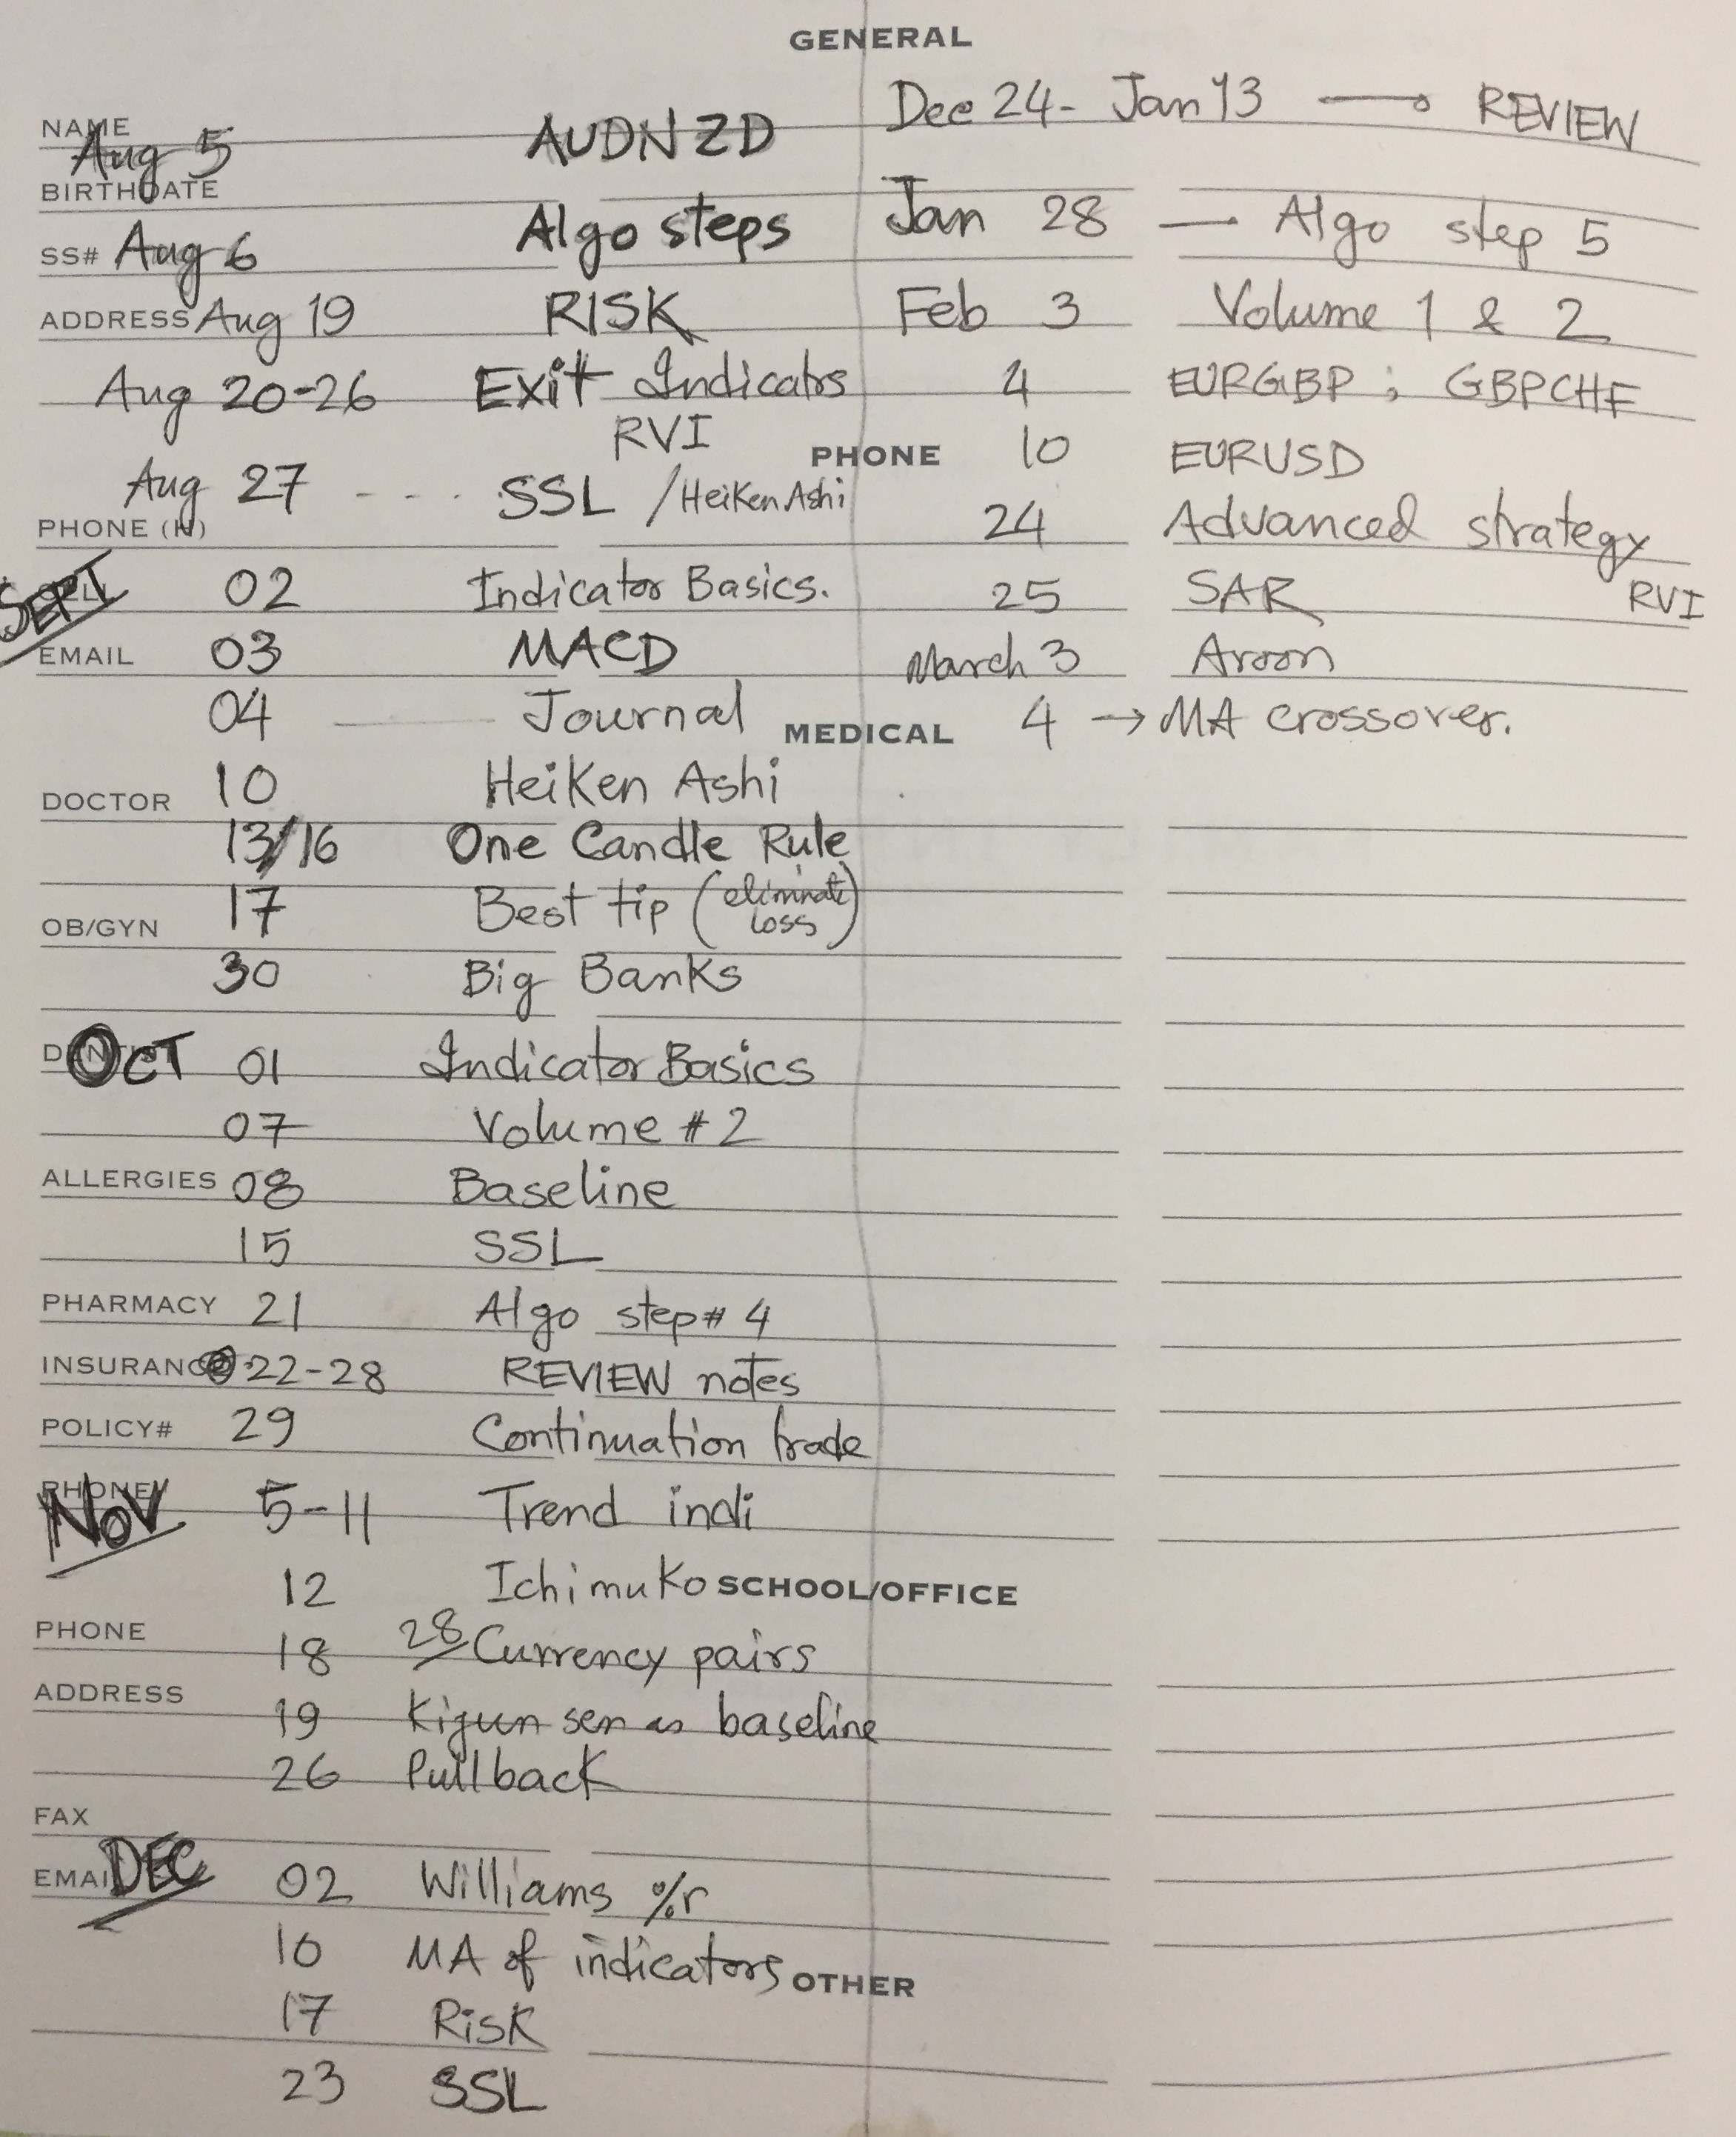 GENERAL
NAME
Aug 5 AUDNZD
BIRTHDATE
SS# Aug 6 Algo steps
ADDRESS Aug 19 RISK
Aug 20-26 Exit Indicatrs
RVI
Aug 27 - - - . SSL / Heiken Ashi
PHONE (H)
SEPT 02 Indicator Basics.
EMAIL 03 MACD
04 — Journal
DOCTOR 10 Heiken Ashi
13/16 One Candle Rule
17 Best tip (eliminate loss)
OB/GYN
30 Big Banks
OCT 01 Indicator Basics
07 Volume #2
ALLERGIES 08 Baseline
15 SSL
PHARMACY 21 Algo step# 4
INSURANCE 22-28 REVIEW notes
POLICY# 29 Continuation trade
PHONE
NOV 5-11 Trend indi
12 Ichimuko
SCHOOL/OFFICE
PHONE 18 28 Currency pairs
ADDRESS
19 Kijun sen as baseline
26 Pullback
FAX
EMAIL DEC 02 Williams %r
10 MA of indicators
OTHER
17 Risk
23 SSL
Dec 24 - Jan 13 → REVIEW
Jan 28 — Algo step 5
Feb 3 Volume 1 & 2
4 EURGBP ; GBPCHF
PHONE 10 EURUSD
24 Advanced strategy
RVI
25 SAR
March 3 Aroon
MEDICAL 4 → MA crossover.